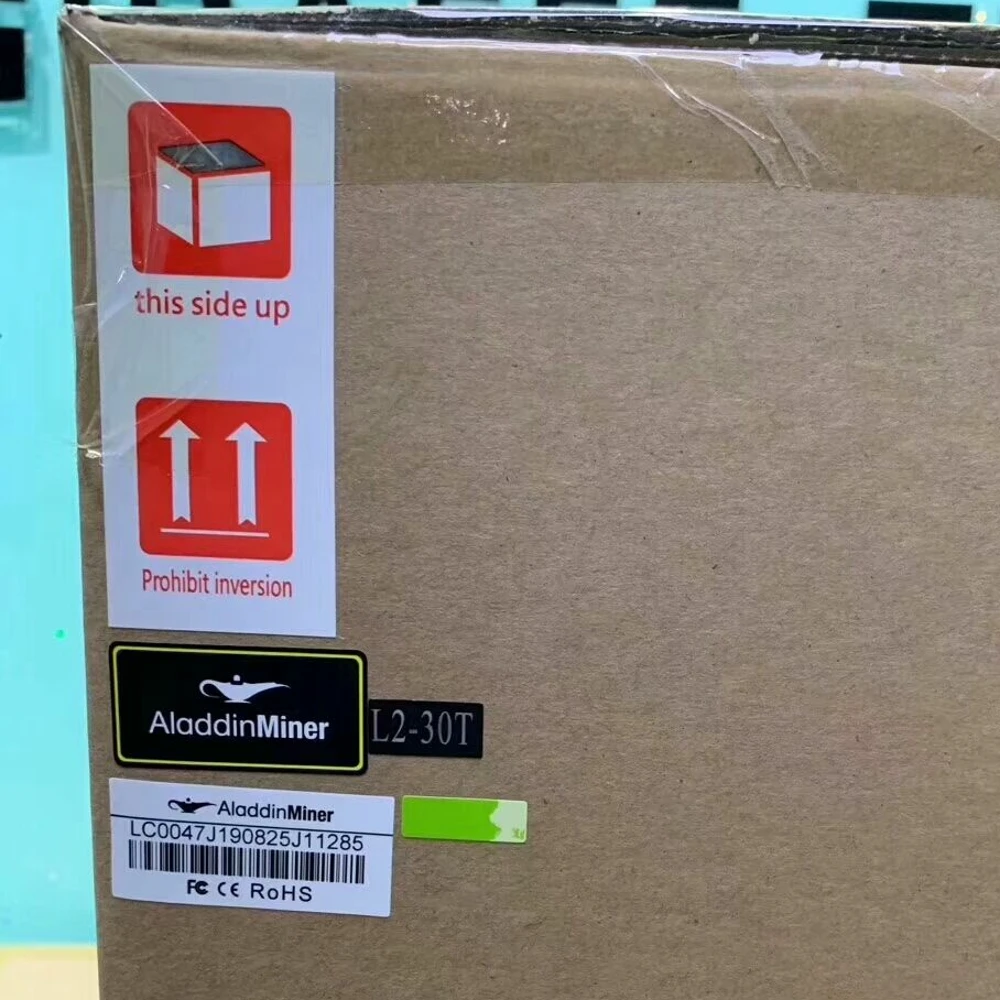 this side up
Prohibit inversion
AladdinMiner
L2-30T
AladdinMiner
LC0047J190825J11285
FC CE RoHS